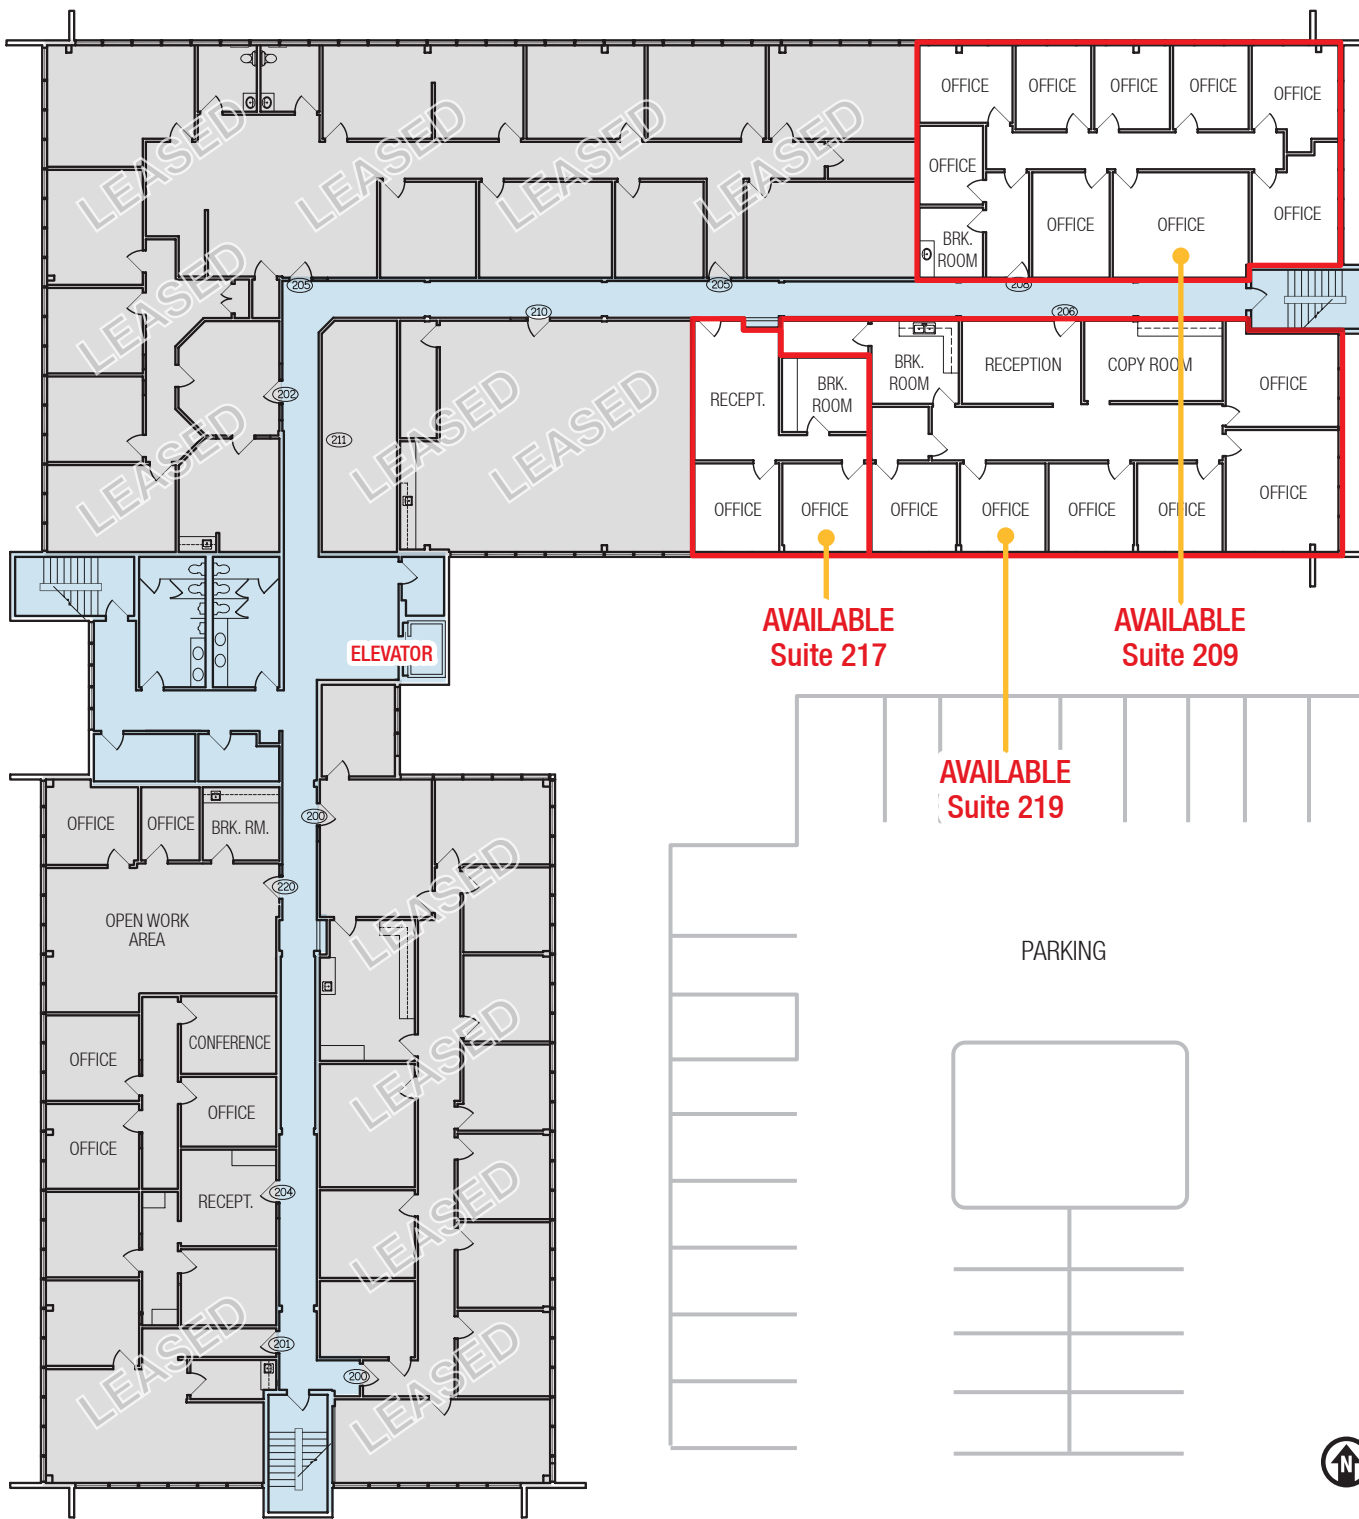 OFFICE OFFICE OFFICE OFFICE OFFICE
LEASED LEASED LEASED LEASED
OFFICE
OFFICE OFFICE OFFICE
BRK.
ROOM
LEASED
205 205 208
210 206
BRK.
ROOM
RECEPTION
COPY ROOM
OFFICE
202
RECEPT.
BRK.
ROOM
LEASED LEASED LEASED
211
OFFICE OFFICE OFFICE OFFICE OFFICE OFFICE
OFFICE
AVAILABLE
Suite 217
AVAILABLE
Suite 209
ELEVATOR
AVAILABLE
Suite 219
OFFICE OFFICE BRK. RM.
200
LEASED
220
OPEN WORK
AREA
PARKING
CONFERENCE
LEASED
OFFICE
OFFICE
OFFICE
204
RECEPT.
LEASED
201
LEASED
LEASED
200
N